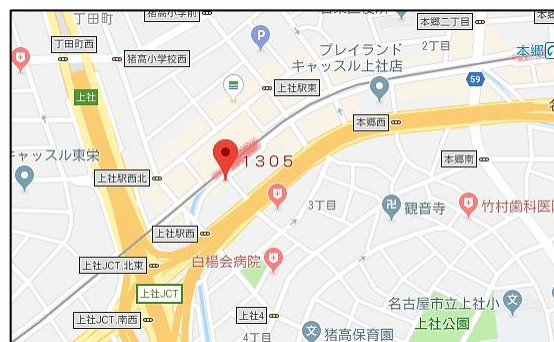 丁田町
猪高小学前
本郷二丁目
丁田町西
猪高小学校西
プレイランド
キャッスル上社店
2丁目
本郷
上社
上社駅東
59
本郷西
名
1305
キャッスル東栄
上社駅西北
本郷南
3丁目
観音寺
竹村歯科医
上社駅西
白楊会病院
上社JCT.北東
上社JCT
名古屋市立上社小
上社公園
上社JCT.南西
上社4
4丁目
猪高保育園